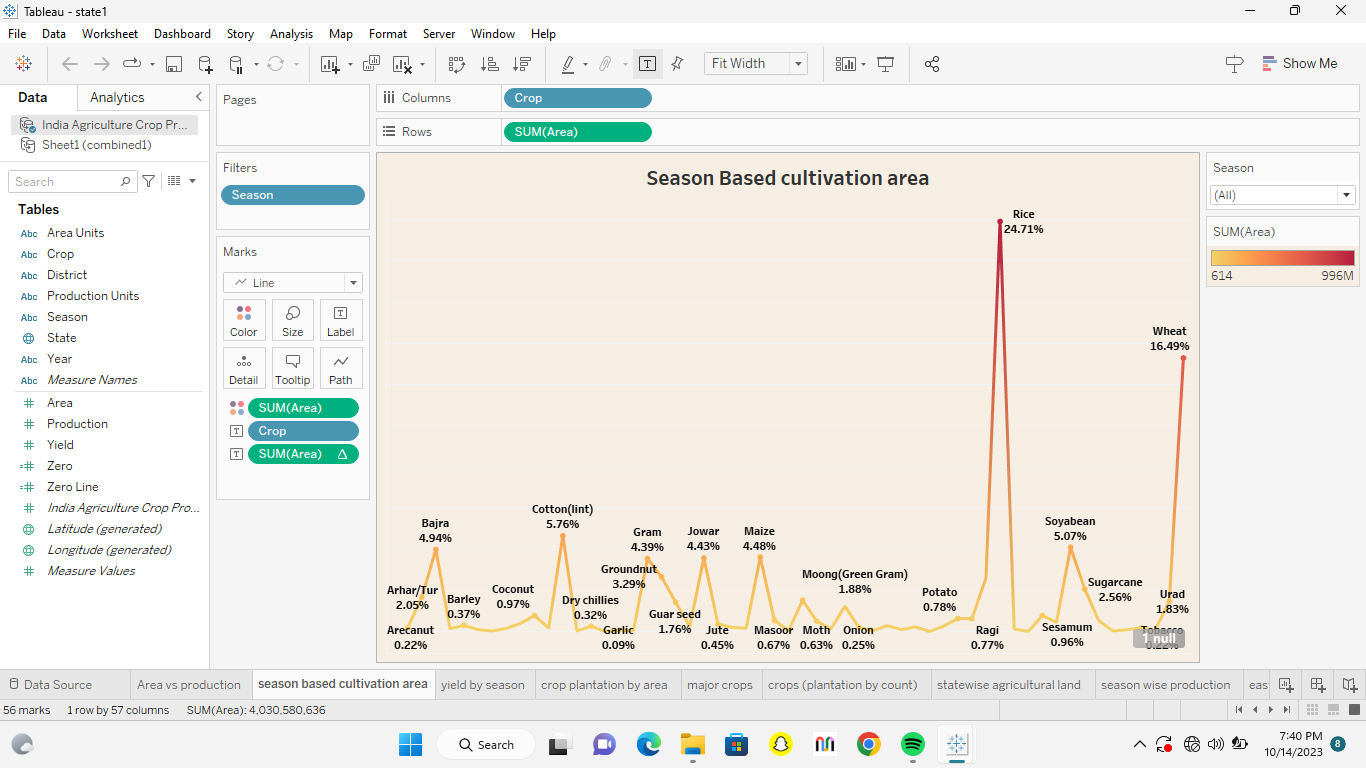 Tableau - state1
File Data Worksheet Dashboard Story Analysis Map Format Server Window Help
Fit Width
Show Me
Data Analytics
India Agriculture Crop Pr...
Sheet1 (combined1)
Search
Tables
Abc Area Units
Abc Crop
Abc District
Abc Production Units
Abc Season
State
Abc Year
Abc Measure Names
Area
Production
Yield
Zero
Zero Line
India Agriculture Crop Pro...
Latitude (generated)
Longitude (generated)
Measure Values
Pages
Filters
Season
Marks
Line
Color Size Label
Detail Tooltip Path
SUM(Area)
Crop
SUM(Area)
Columns Crop
Rows SUM(Area)
Season Based cultivation area
Rice
24.71%
Wheat
16.49%
Cotton(lint)
5.76%
Bajra
4.94%
Gram
4.39%
Jowar
4.43%
Maize
4.48%
Soyabean
5.07%
Groundnut
3.29%
Moong(Green Gram)
1.88%
Arhar/Tur
2.05%
Barley
0.37%
Coconut
0.97%
Dry chillies
0.32%
Guar seed
1.76%
Potato
0.78%
Sugarcane
2.56%
Urad
1.83%
Arecanut
0.22%
Garlic
0.09%
Jute
0.45%
Masoor
0.67%
Moth
0.63%
Onion
0.25%
Ragi
0.77%
Sesamum
0.96%
Tobacco
0.22%
1 null
Season
(All)
SUM(Area)
614 996M
Data Source Area vs production season based cultivation area yield by season crop plantation by area major crops crops (plantation by count) statewise agricultural land season wise production eas
56 marks 1 row by 57 columns SUM(Area): 4,030,580,636
Search
7:40 PM
10/14/2023
8